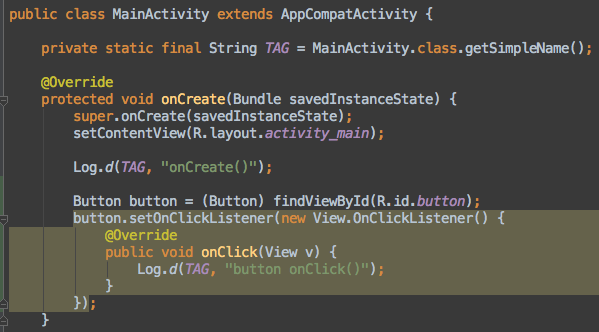 public class MainActivity extends AppCompatActivity {
private static final String TAG = MainActivity.class.getSimpleName();
@Override
protected void onCreate(Bundle savedInstanceState) {
super.onCreate(savedInstanceState);
setContentView(R.layout.activity_main);
Log.d(TAG, "onCreate()");
Button button = (Button) findViewById(R.id.button);
button.setOnClickListener(new View.OnClickListener() {
@Override
public void onClick(View v) {
Log.d(TAG, "button onClick()");
}
});
}